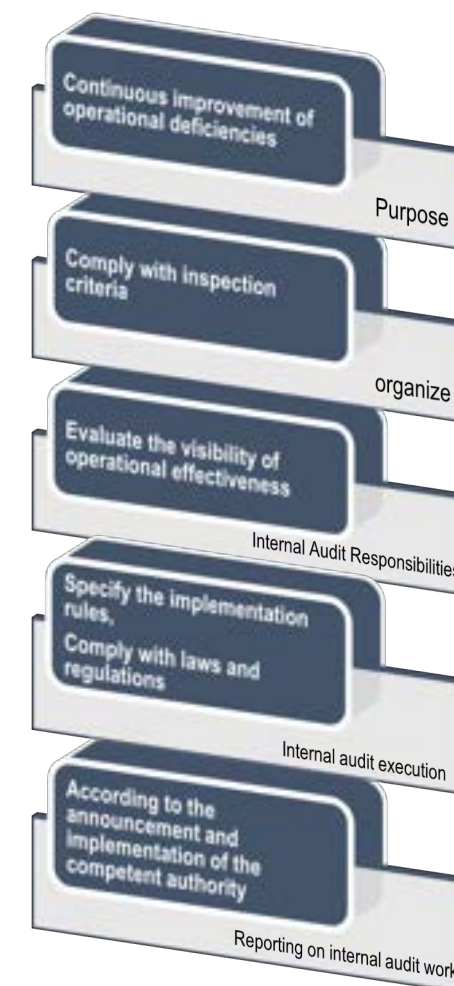 Continuous improvement of
operational deficiencies
Purpose
Comply with inspection
criteria
organize
Evaluate the visibility of
operational effectiveness
Internal Audit Responsibilities
Specify the implementation
rules,
Comply with laws and
regulations
Internal audit execution
According to the
announcement and
implementation of the
competent authority
Reporting on internal audit work